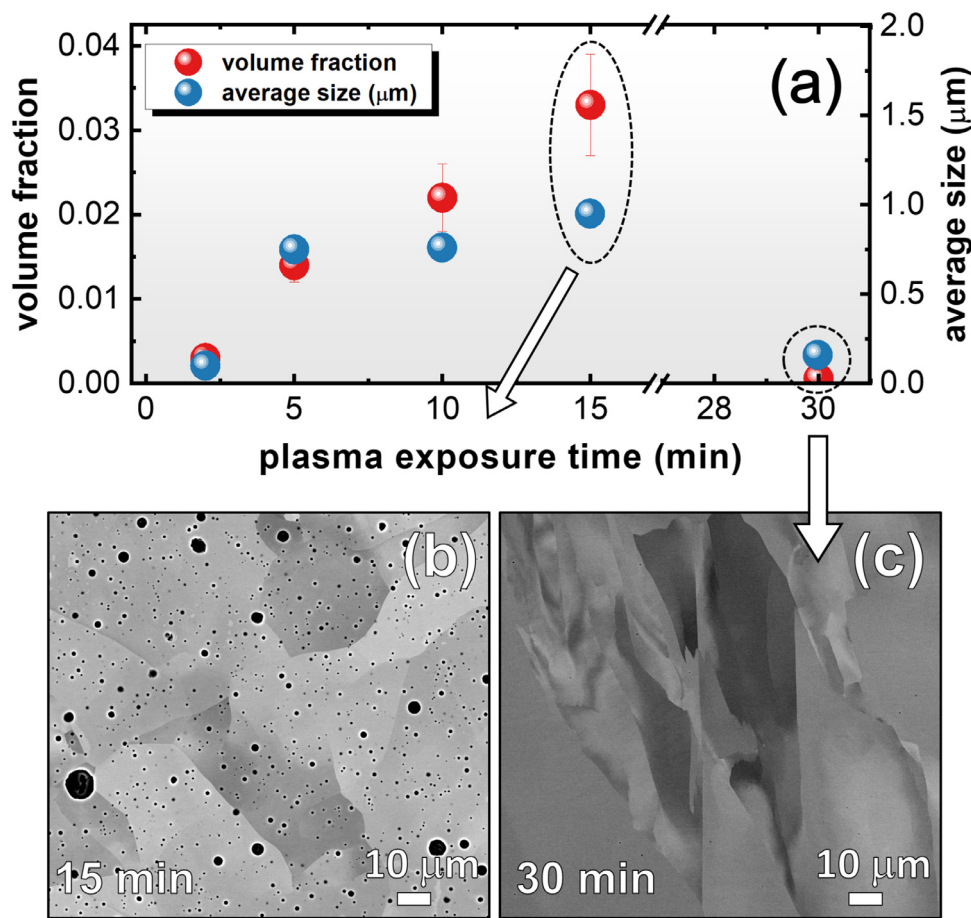 (a)
volume fraction
average size (μm)
volume fraction
0.04
0.03
0.02
0.01
0.00
2.0
1.5
1.0
0.5
0.0
average size (μm)
0 5 10 15 28 30
plasma exposure time (min)
(b)
15 min
10 μm
(c)
30 min
10 μm